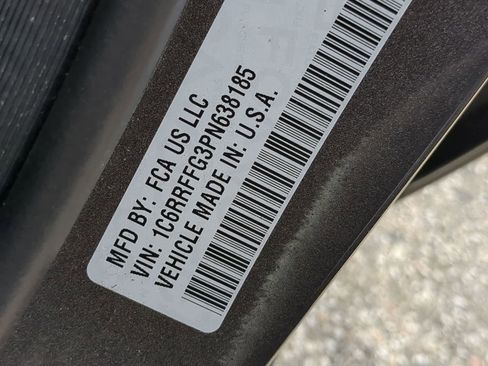 MFD BY: FCA US LLC
VIN: 1C6RRFFG3PN638185
VEHICLE MADE IN: U.S.A.